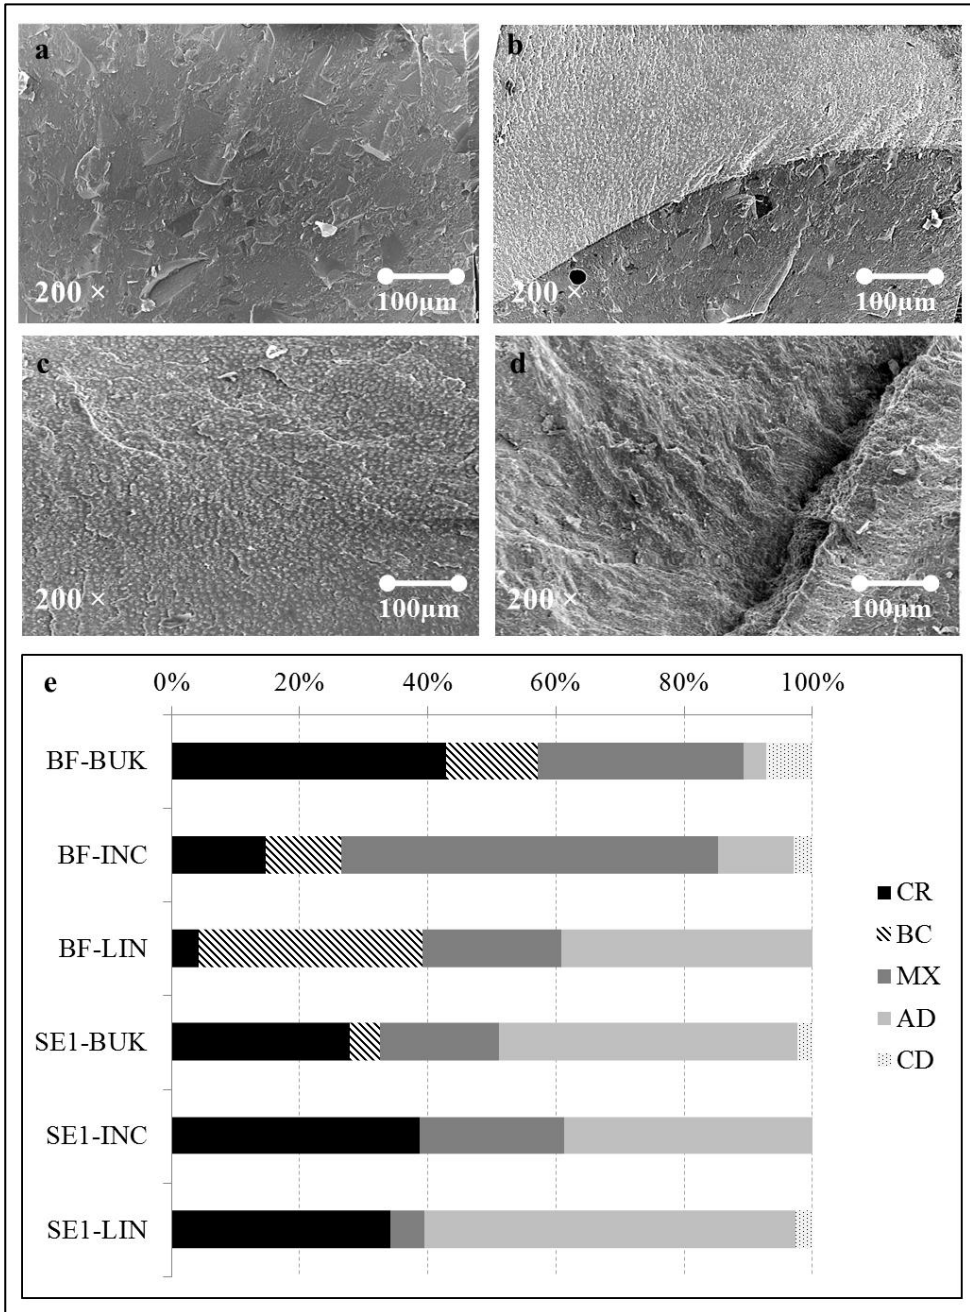 a
200 ×
100µm
b
200 ×
100µm
c
200 ×
100µm
d
200 ×
100µm
e
0% 20% 40% 60% 80% 100%
BF-BUK
BF-INC
BF-LIN
SE1-BUK
SE1-INC
SE1-LIN
CR
BC
MX
AD
CD